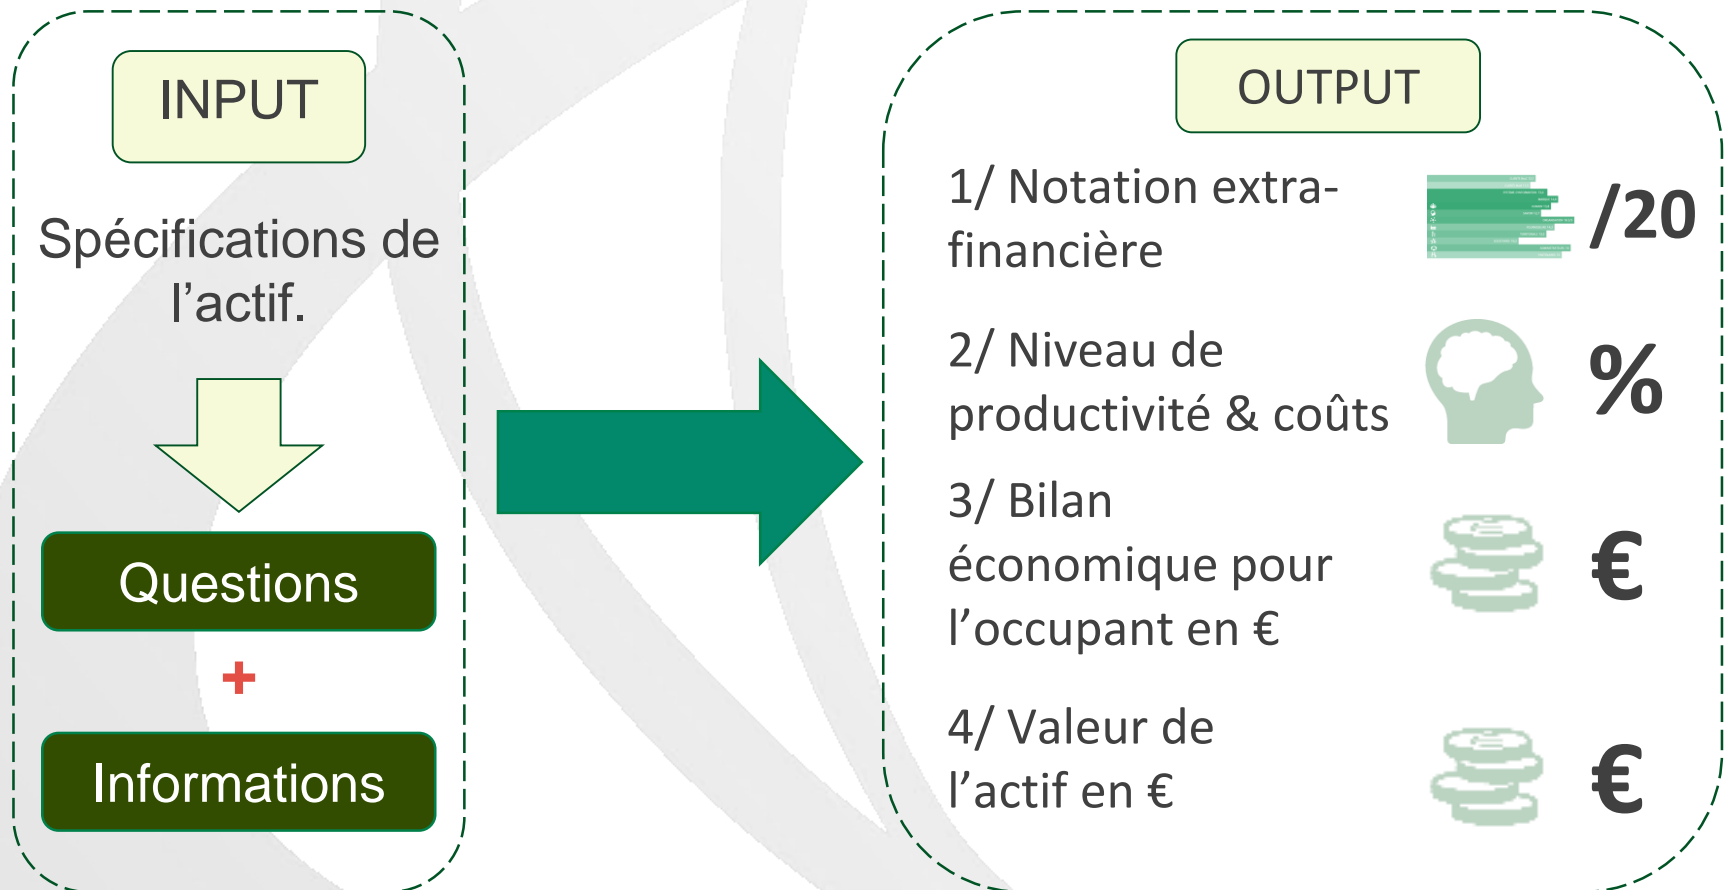 INPUT
Spécifications de
l’actif.
Questions
+
Informations
OUTPUT
1/ Notation extra-
financière
/20
2/ Niveau de
productivité & coûts
%
3/ Bilan
économique pour
l’occupant en €
€
4/ Valeur de
l’actif en €
€